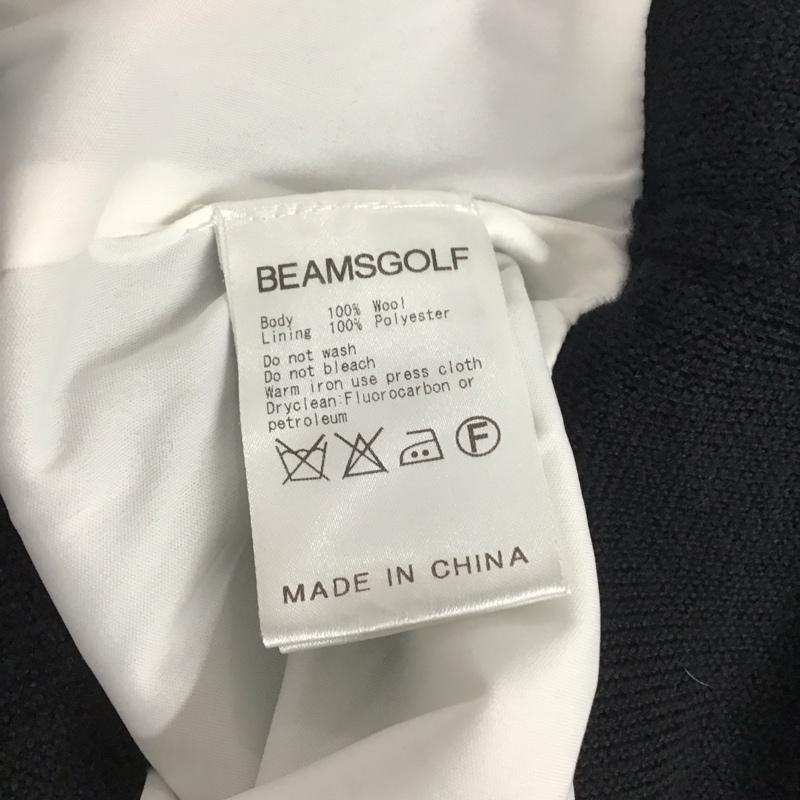 BEAMSGOLF
Body 100% Wool
Lining 100% Polyester
Do not wash
Do not bleach
Warm iron use press cloth
Dryclean:Fluorocarbon or
petroleum
F
MADE IN CHINA